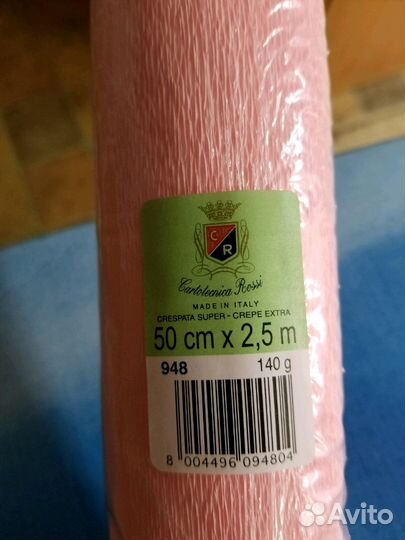 C
R
Cartotecnica Rossi
MADE IN ITALY
CRESPATA SUPER - CREPE EXTRA
50 cm x 2,5 m
948 140 g
8 004496 094804
Avito